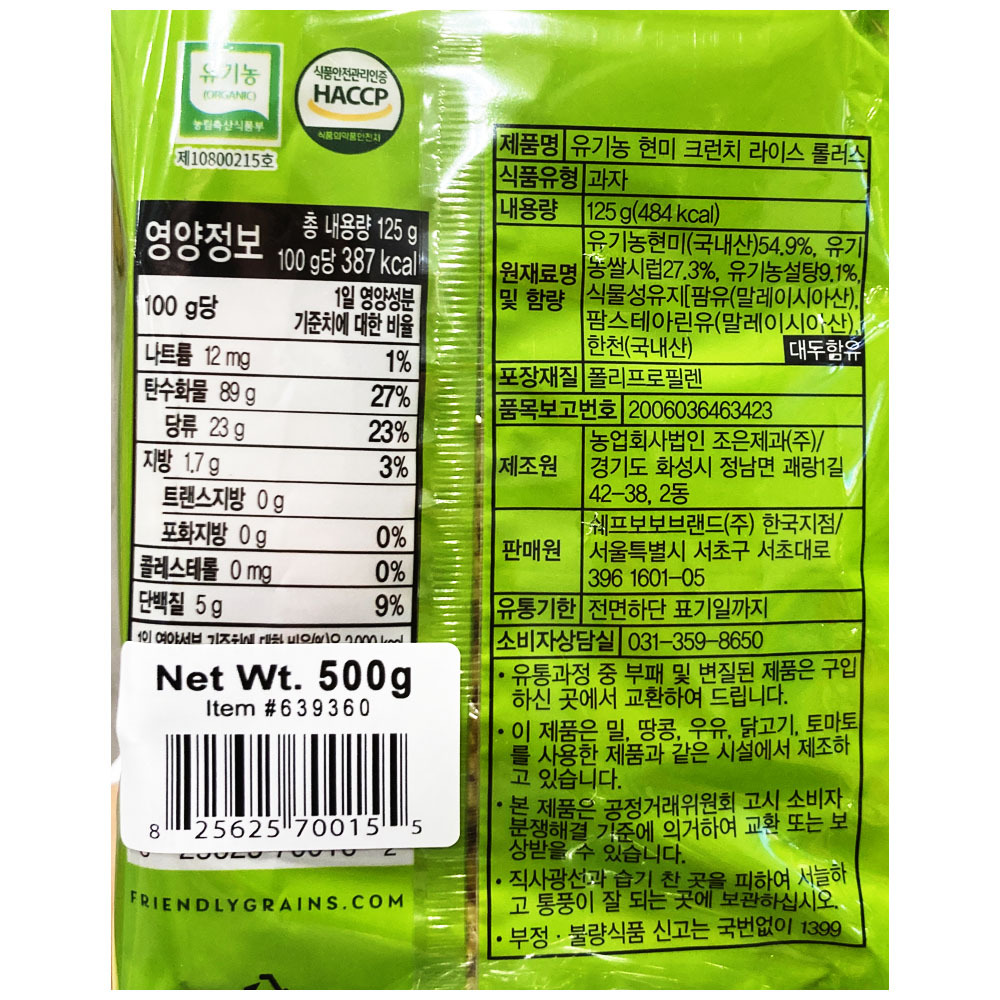 유기농
(ORGANIC)
농림축산식품부
제10800215호
식품안전관리인증
HACCP
식품의약품안전처
영양정보
총 내용량 125 g
100 g당 387 kcal
100 g당
1일 영양성분
기준치에 대한 비율
나트륨 12 mg 1%
탄수화물 89 g 27%
당류 23 g 23%
지방 1.7 g 3%
트랜스지방 0 g
포화지방 0 g 0%
콜레스테롤 0 mg 0%
단백질 5 g 9%
1일 영양성분 기준치에 대한 비율(%)은 2,000 kcal
Net Wt. 500g
Item #639360
8 25625 70015 5
FRIENDLYGRAINS.COM
제품명 유기농 현미 크런치 라이스 롤러스
식품유형 과자
내용량 125 g(484 kcal)
원재료명 및 함량
유기농현미(국내산)54.9%, 유기
농쌀시럽27.3%, 유기농설탕9.1%,
식물성유지[팜유(말레이시아산),
팜스테아린유(말레이시아산),
한천(국내산) 대두함유
포장재질 폴리프로필렌
품목보고번호 2006036463423
제조원
농업회사법인 조은제과(주)/
경기도 화성시 정남면 괘랑1길
42-38, 2동
판매원
쉐프보보브랜드(주) 한국지점/
서울특별시 서초구 서초대로
396 1601-05
유통기한 전면하단 표기일까지
소비자상담실 031-359-8650
• 유통과정 중 부패 및 변질된 제품은 구입
하신 곳에서 교환하여 드립니다.
• 이 제품은 밀, 땅콩, 우유, 닭고기, 토마토
를 사용한 제품과 같은 시설에서 제조하
고 있습니다.
• 본 제품은 공정거래위원회 고시 소비자
분쟁해결 기준에 의거하여 교환 또는 보
상받을 수 있습니다.
• 직사광선과 습기 찬 곳을 피하여 서늘하
고 통풍이 잘 되는 곳에 보관하십시오.
• 부정 · 불량식품 신고는 국번없이 1399